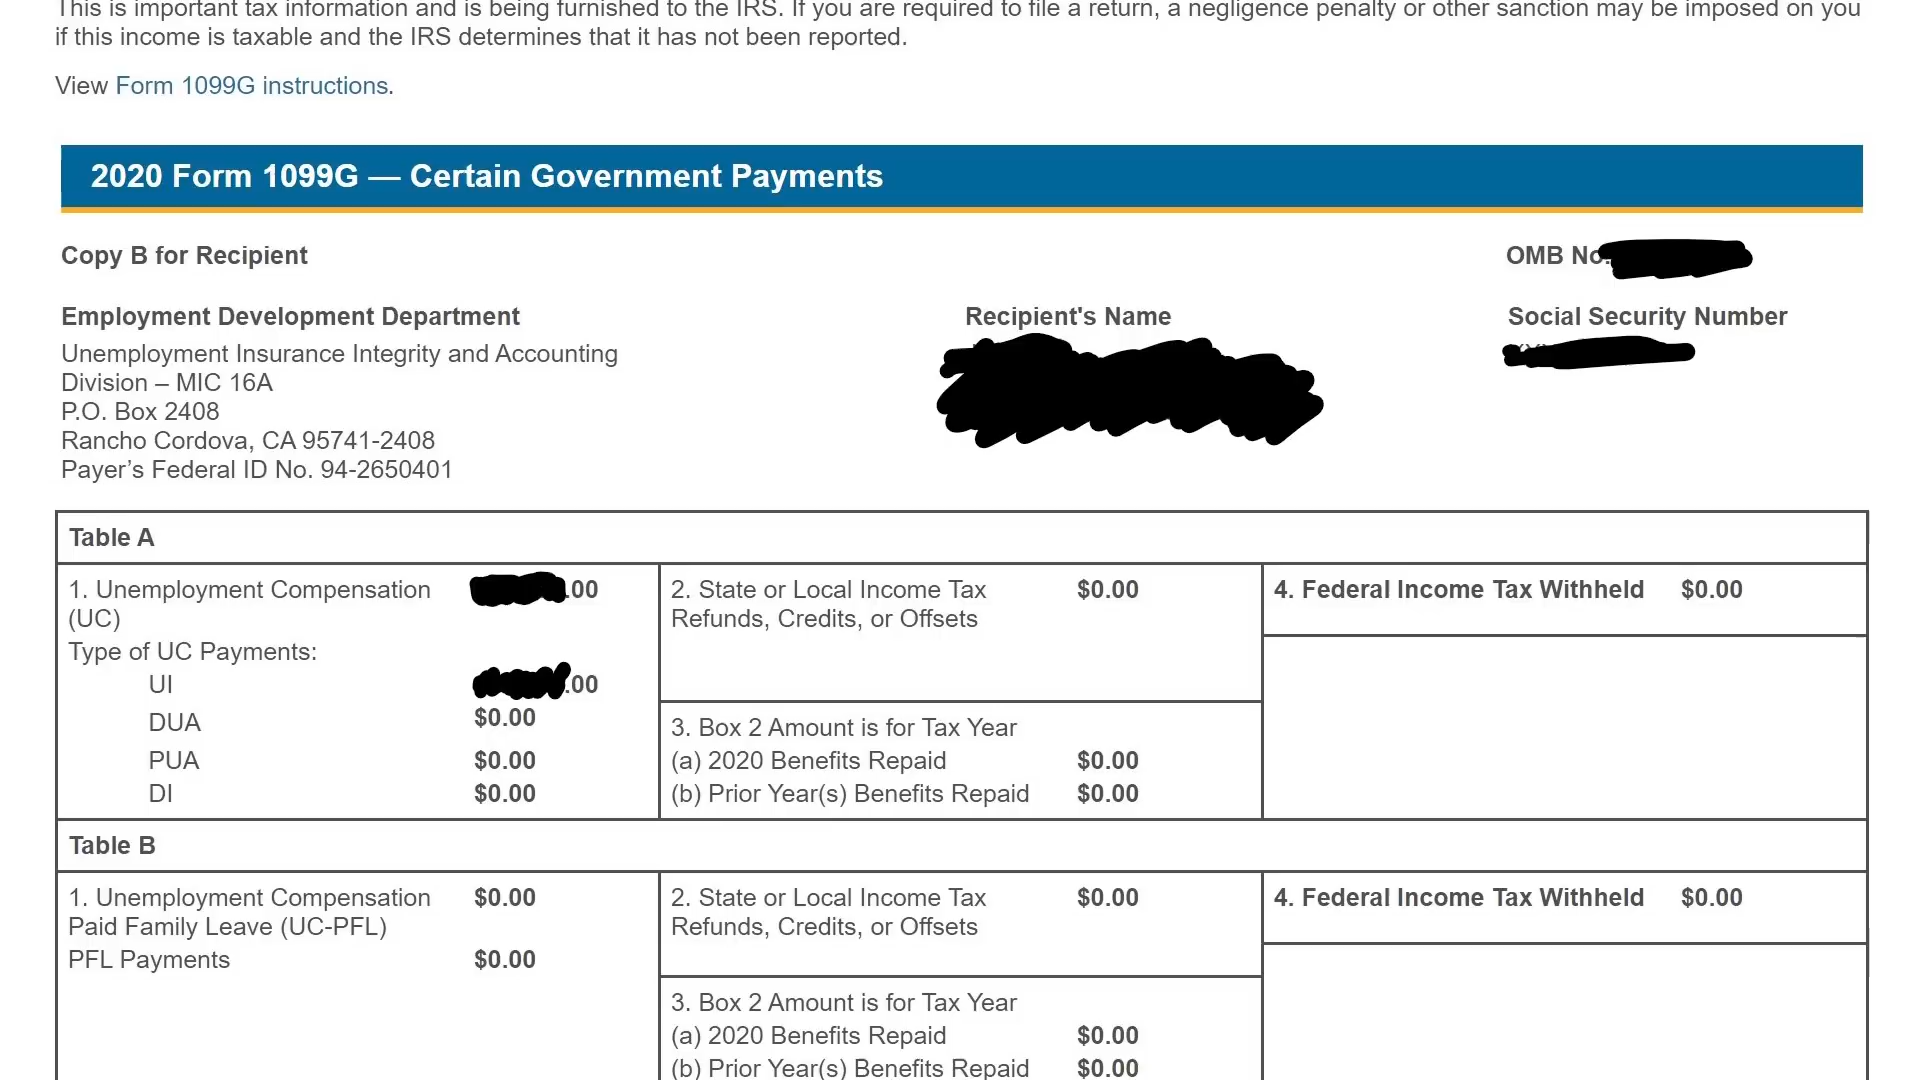 This is important tax information and is being furnished to the IRS. If you are required to file a return, a negligence penalty or other sanction may be imposed on you
if this income is taxable and the IRS determines that it has not been reported.
View Form 1099G instructions.
2020 Form 1099G — Certain Government Payments
Copy B for Recipient
OMB No.
Employment Development Department
Unemployment Insurance Integrity and Accounting
Division – MIC 16A
P.O. Box 2408
Rancho Cordova, CA 95741-2408
Payer’s Federal ID No. 94-2650401
Recipient's Name
Social Security Number
Table A
1. Unemployment Compensation .00
(UC)
Type of UC Payments:
UI .00
DUA $0.00
PUA $0.00
DI $0.00
2. State or Local Income Tax $0.00
Refunds, Credits, or Offsets
3. Box 2 Amount is for Tax Year
(a) 2020 Benefits Repaid $0.00
(b) Prior Year(s) Benefits Repaid $0.00
4. Federal Income Tax Withheld $0.00
Table B
1. Unemployment Compensation $0.00
Paid Family Leave (UC-PFL)
PFL Payments $0.00
2. State or Local Income Tax $0.00
Refunds, Credits, or Offsets
3. Box 2 Amount is for Tax Year
(a) 2020 Benefits Repaid $0.00
(b) Prior Year(s) Benefits Repaid $0.00
4. Federal Income Tax Withheld $0.00